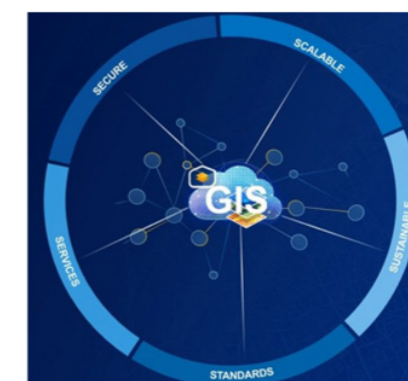 SECURE
SCALABLE
GIS
SERVICES
SUSTAINABLE
STANDARDS